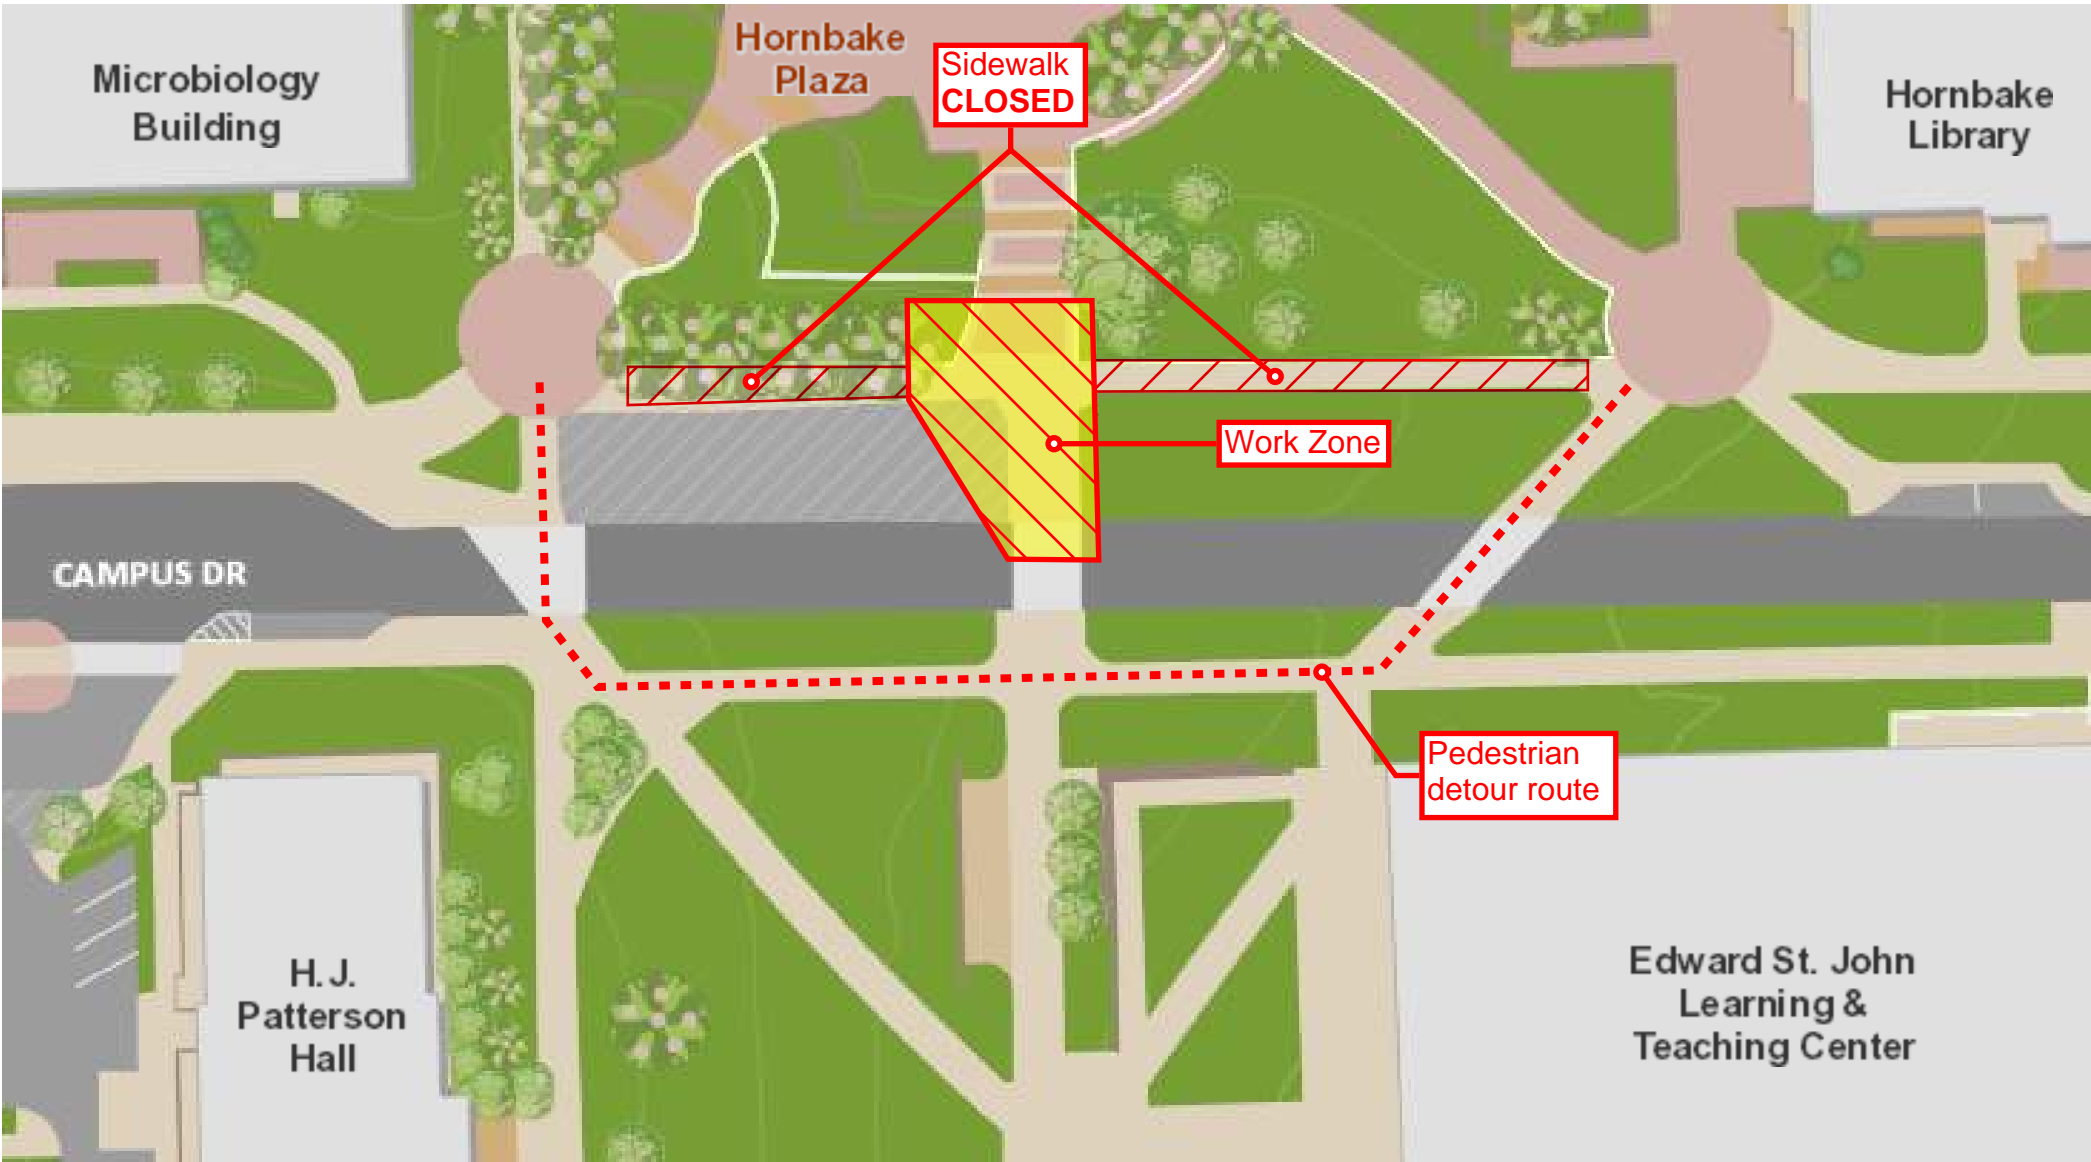 Microbiology
Building
Hornbake
Plaza
Sidewalk
CLOSED
Hornbake
Library
Work Zone
CAMPUS DR
Pedestrian
detour route
H.J.
Patterson
Hall
Edward St. John
Learning &
Teaching Center